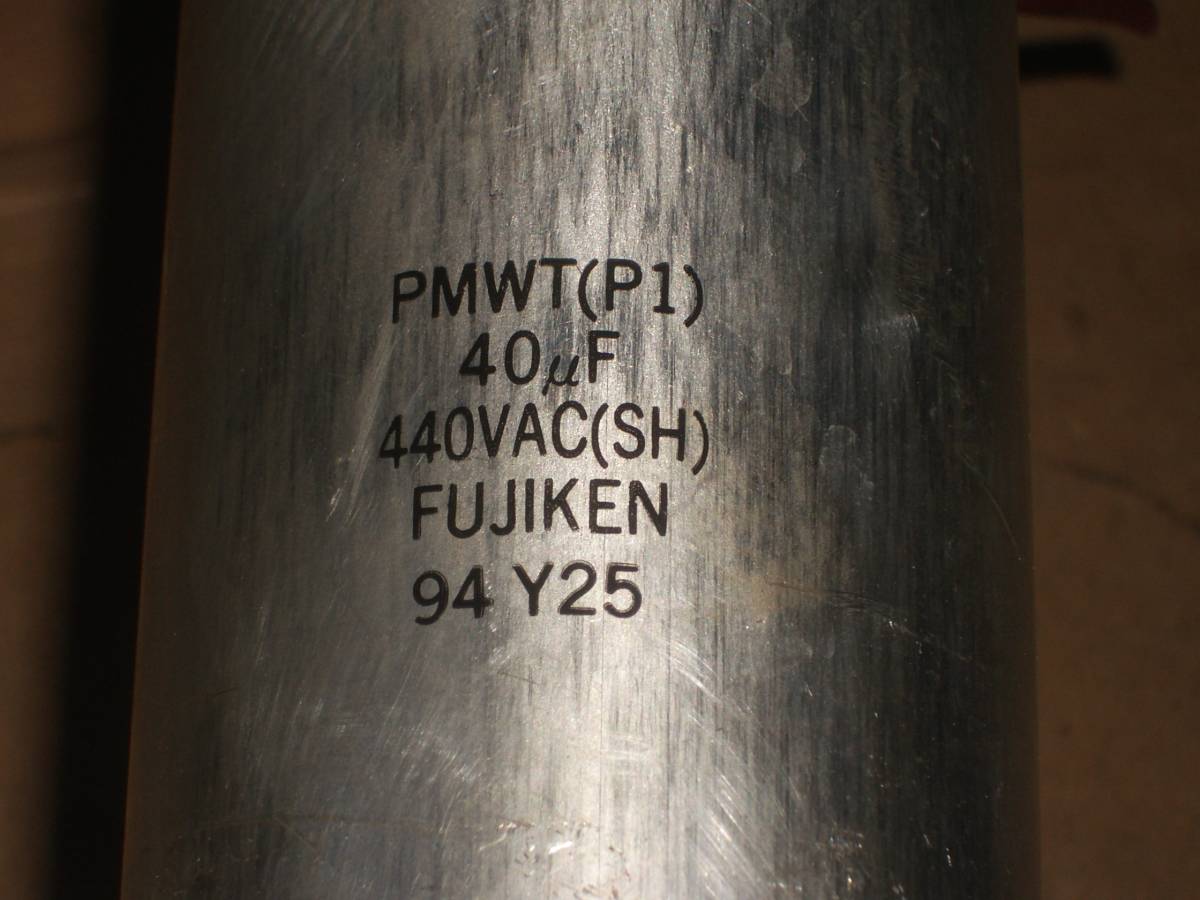 PMWT(P1)
40μF
440VAC(SH)
FUJIKEN
94 Y25